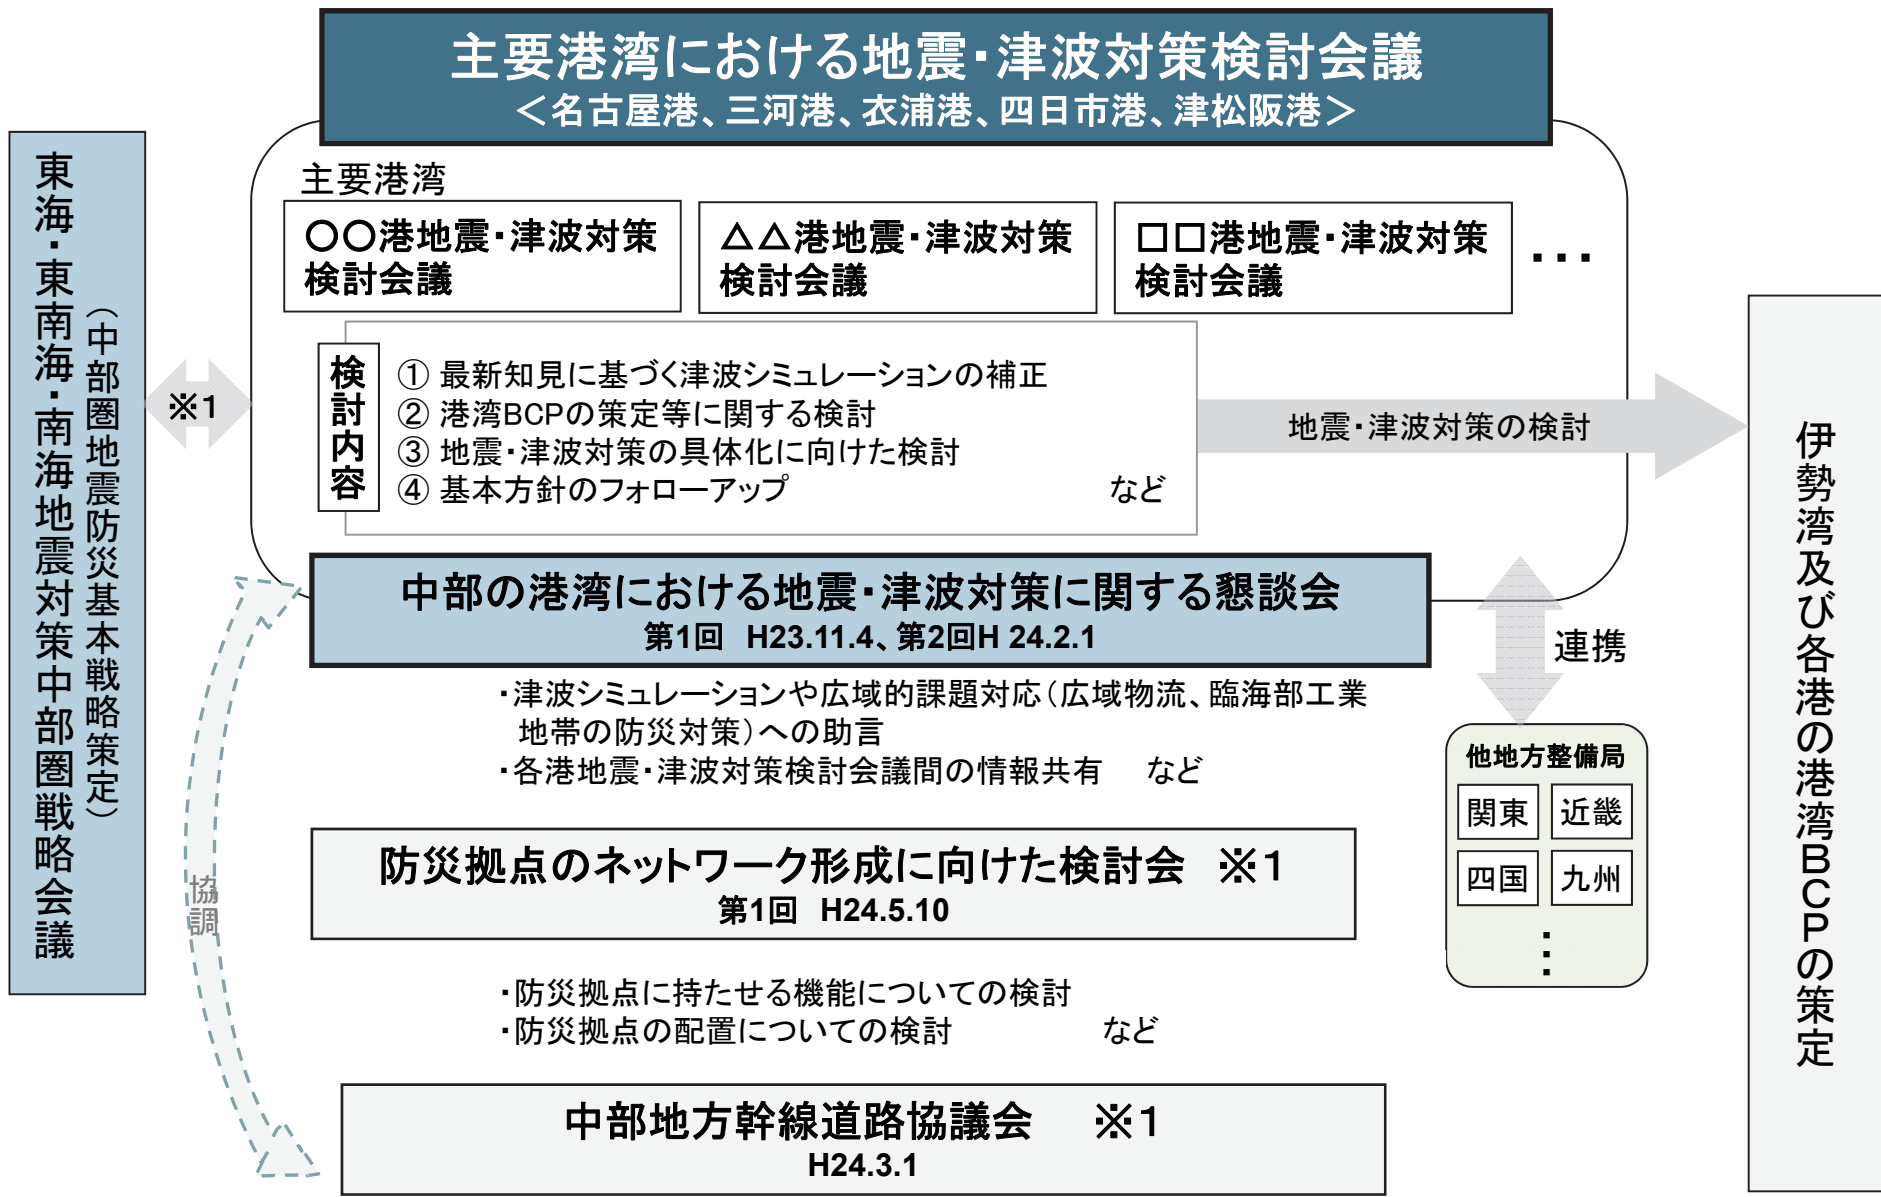 主要港湾における地震・津波対策検討会議
＜名古屋港、三河港、衣浦港、四日市港、津松阪港＞
東海・東南海・南海地震対策中部圏戦略会議
（中部圏地震防災基本戦略策定）
※1
主要港湾
〇〇港地震・津波対策
検討会議
△△港地震・津波対策
検討会議
□□港地震・津波対策
検討会議
・・・
検討内容
① 最新知見に基づく津波シミュレーションの補正
② 港湾BCPの策定等に関する検討
③ 地震・津波対策の具体化に向けた検討
④ 基本方針のフォローアップ など
地震・津波対策の検討
伊勢湾及び各港の港湾BCPの策定
中部の港湾における地震・津波対策に関する懇談会
第1回 H23.11.4、第2回H 24.2.1
・津波シミュレーションや広域的課題対応（広域物流、臨海部工業
地帯の防災対策）への助言
・各港地震・津波対策検討会議間の情報共有 など
連携
他地方整備局
関東 近畿
四国 九州
⋮
協調
防災拠点のネットワーク形成に向けた検討会 ※1
第1回 H24.5.10
・防災拠点に持たせる機能についての検討
・防災拠点の配置についての検討 など
中部地方幹線道路協議会 ※1
H24.3.1